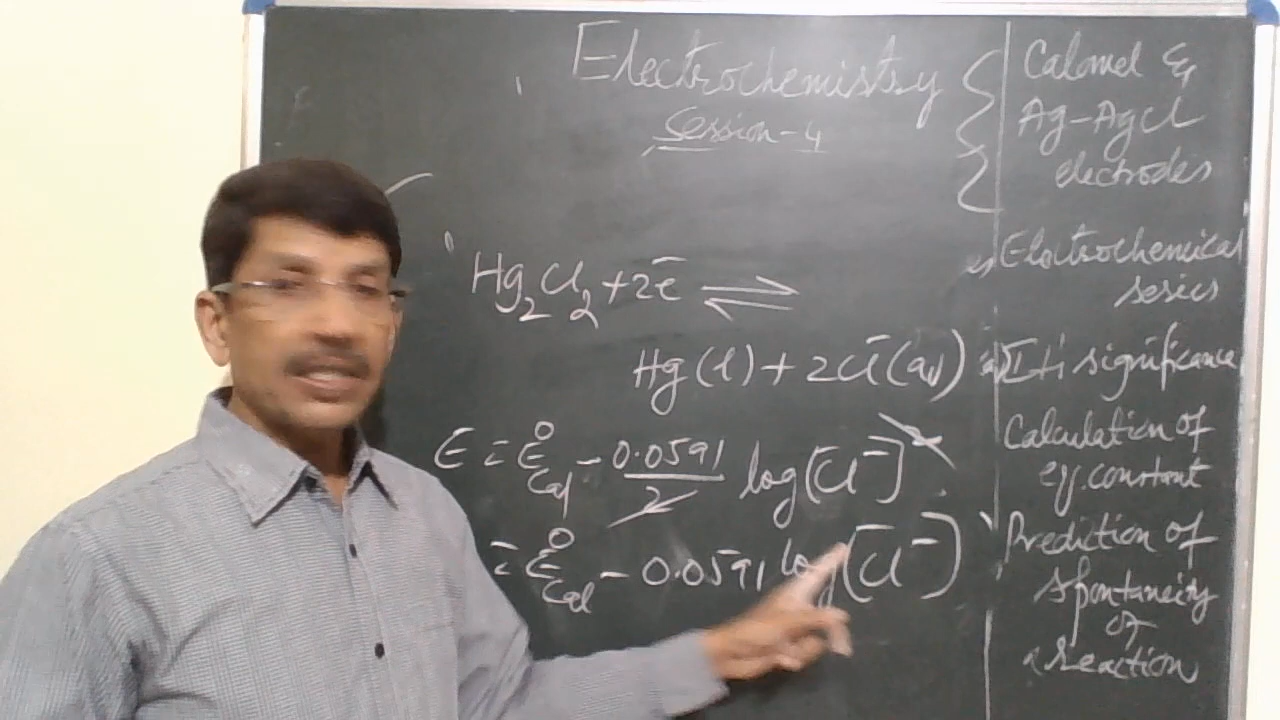 Electrochemistry
Session-4
Hg₂Cl₂ + 2e⁻ ⇌
Hg(l) + 2Cl⁻(aq)
E = E°Cal − 0.0591/2 log[Cl⁻]²
= E°Cal − 0.0591 log[Cl⁻]
Calomel &
Ag-AgCl
electrodes
Electrochemical
series
Its significance
Calculation of
eq. constant
Prediction of
spontaneity
of
a reaction